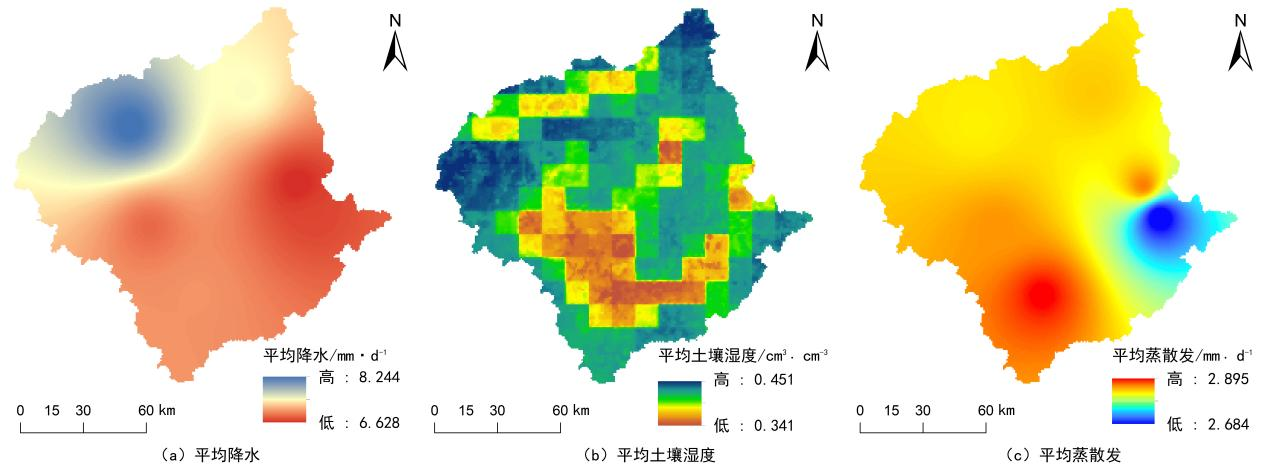 N
平均降水/mm·d⁻¹
高 : 8.244
低 : 6.628
0 15 30 60 km
(a) 平均降水
N
平均土壤湿度/cm³·cm⁻³
高 : 0.451
低 : 0.341
0 15 30 60 km
(b) 平均土壤湿度
N
平均蒸散发/mm·d⁻¹
高 : 2.895
低 : 2.684
0 15 30 60 km
(c) 平均蒸散发